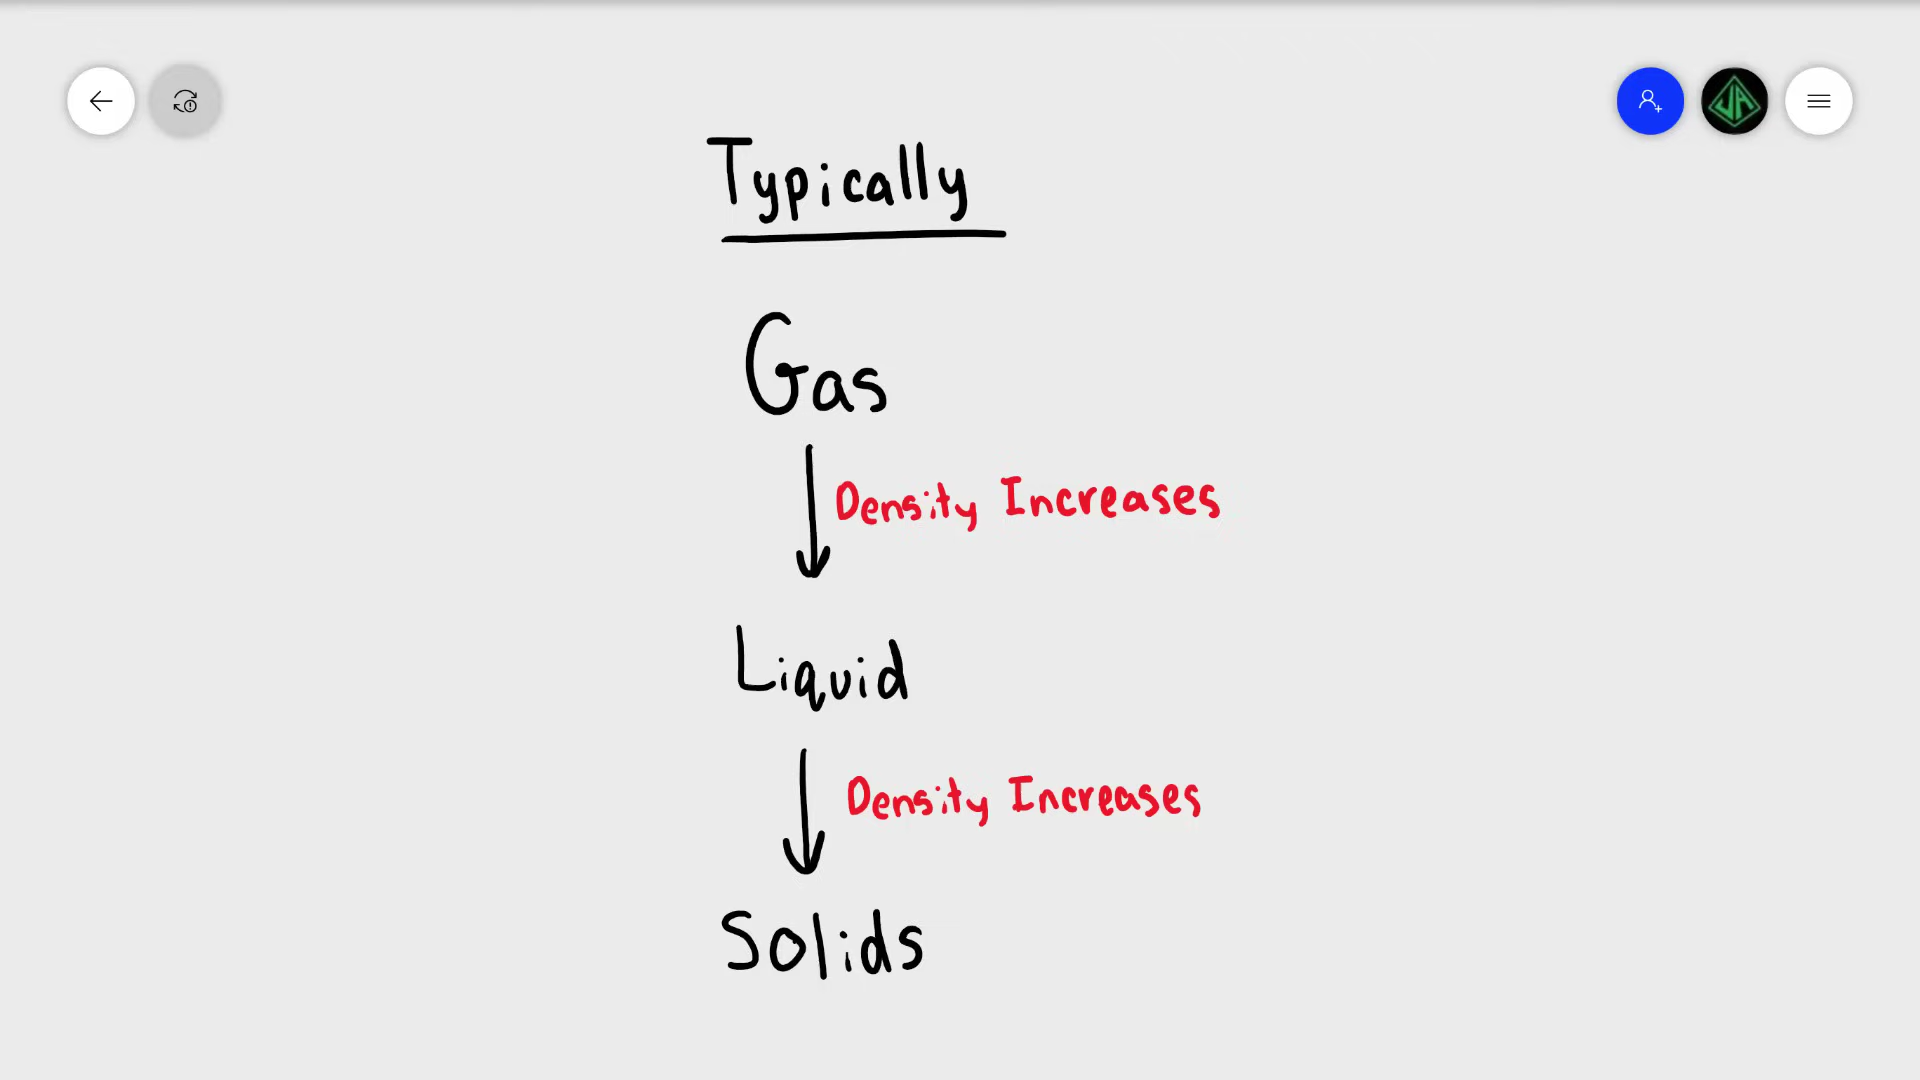 Typically
Gas
Density Increases
Liquid
Density Increases
Solids